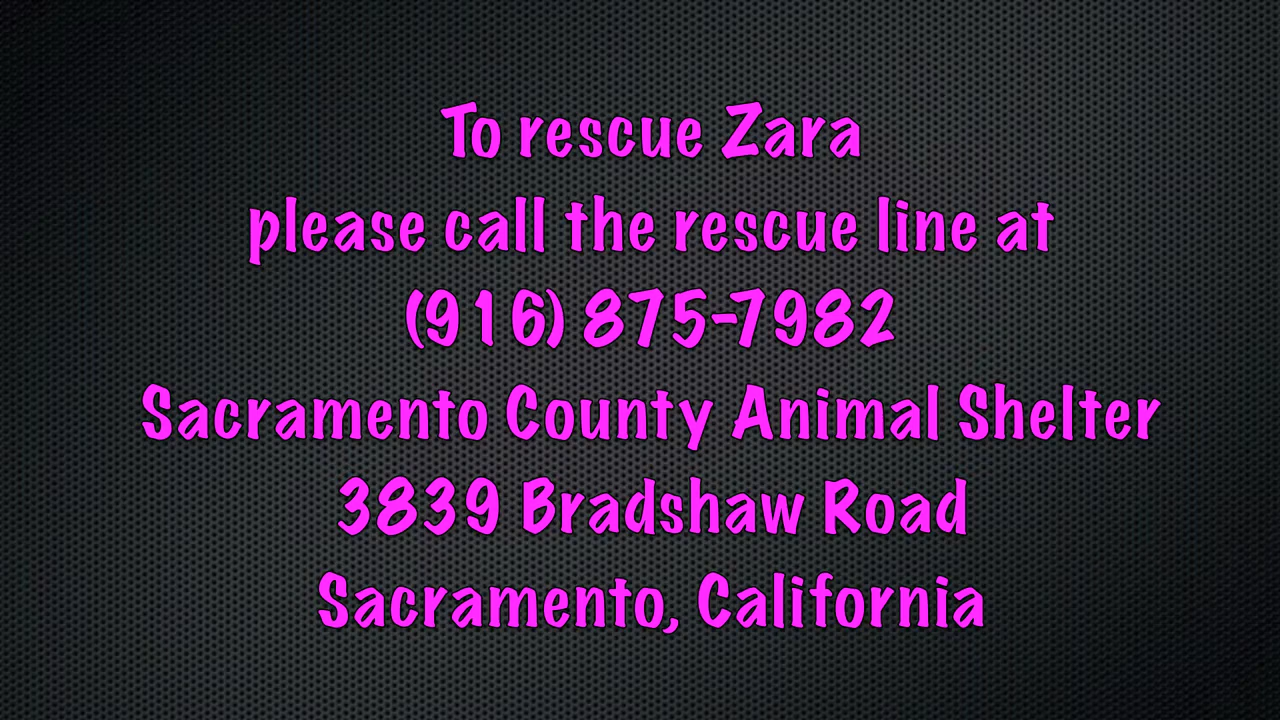 To rescue Zara
please call the rescue line at
(916) 875-7982
Sacramento County Animal Shelter
3839 Bradshaw Road
Sacramento, California